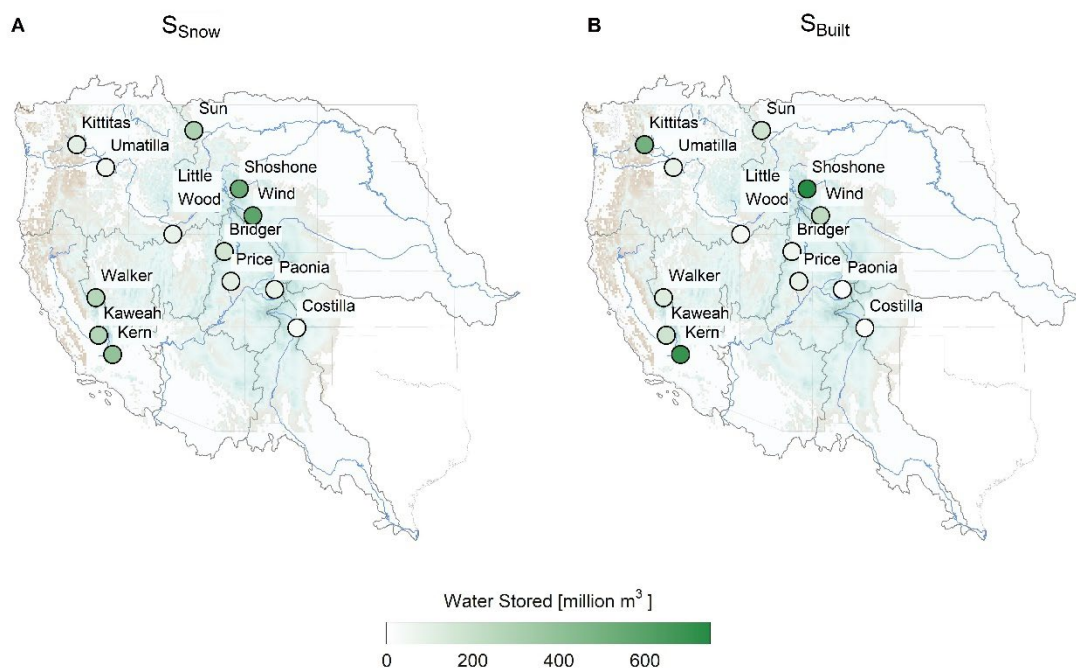 A
S_Snow
Sun
Kittitas
Umatilla
Little
Wood
Shoshone
Wind
Bridger
Price
Paonia
Walker
Costilla
Kaweah
Kern
B
S_Built
Sun
Kittitas
Umatilla
Little
Wood
Shoshone
Wind
Bridger
Price
Paonia
Walker
Costilla
Kaweah
Kern
Water Stored [million m³ ]
0 200 400 600